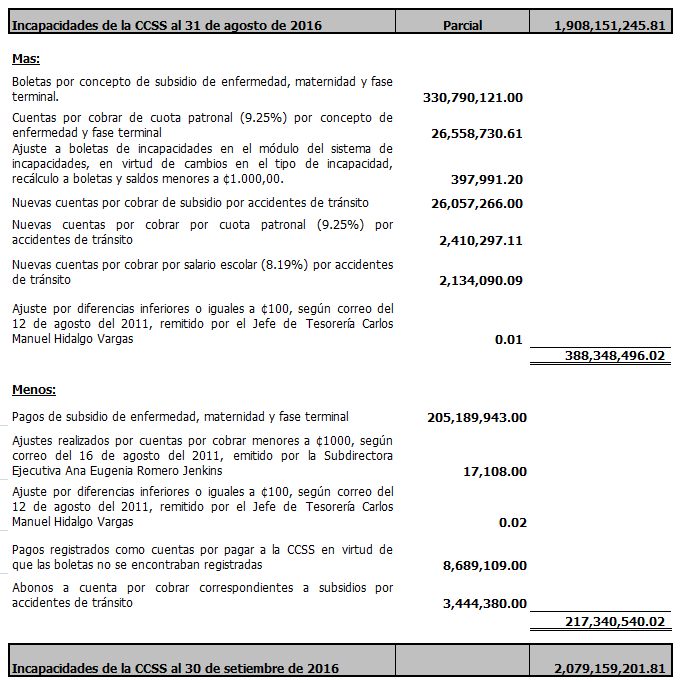 Incapacidades de la CCSS al 31 de agosto de 2016 Parcial 1,908,151,245.81
Mas:
Boletas por concepto de subsidio de enfermedad, maternidad y fase
terminal. 330,790,121.00
Cuentas por cobrar de cuota patronal (9.25%) por concepto de
enfermedad y fase terminal 26,558,730.61
Ajuste a boletas de incapacidades en el módulo del sistema de
incapacidades, en virtud de cambios en el tipo de incapacidad,
recálculo a boletas y saldos menores a ¢1.000,00. 397,991.20
Nuevas cuentas por cobrar de subsidio por accidentes de tránsito 26,057,266.00
Nuevas cuentas por cobrar por cuota patronal (9.25%) por
accidentes de tránsito 2,410,297.11
Nuevas cuentas por cobrar por salario escolar (8.19%) por accidentes
de tránsito 2,134,090.09
Ajuste por diferencias inferiores o iguales a ¢100, según correo del
12 de agosto del 2011, remitido por el Jefe de Tesorería Carlos
Manuel Hidalgo Vargas 0.01
388,348,496.02
Menos:
Pagos de subsidio de enfermedad, maternidad y fase terminal 205,189,943.00
Ajustes realizados por cuentas por cobrar menores a ¢1000, según
correo del 16 de agosto del 2011, emitido por la Subdirectora
Ejecutiva Ana Eugenia Romero Jenkins 17,108.00
Ajuste por diferencias inferiores o iguales a ¢100, según correo del
12 de agosto del 2011, remitido por el Jefe de Tesorería Carlos
Manuel Hidalgo Vargas 0.02
Pagos registrados como cuentas por pagar a la CCSS en virtud de
que las boletas no se encontraban registradas 8,689,109.00
Abonos a cuenta por cobrar correspondientes a subsidios por
accidentes de tránsito 3,444,380.00
217,340,540.02
Incapacidades de la CCSS al 30 de setiembre de 2016 2,079,159,201.81